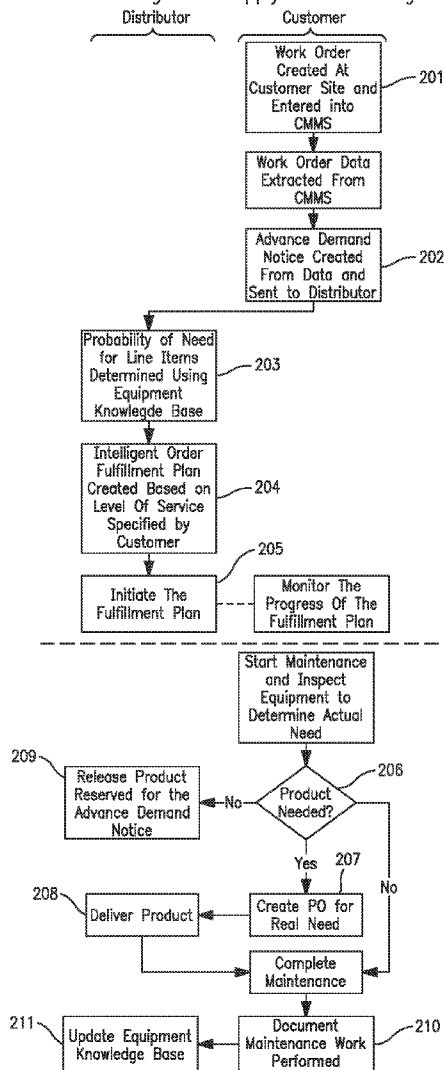 Distributor
Customer
Work Order
Created At
Customer Site and
Entered into
CMMS
201
Work Order Data
Extracted From
CMMS
Advance Demand
Notice Created
From Data and
Sent to Distributor
202
Probability of Need
for Line Items
Determined Using
Equipment
Knowlegde Base
203
Intelligent Order
Fulfillment Plan
Created Based on
Level Of Service
Specified by
Customer
204
205
Initiate The
Fulfillment Plan
Monitor The
Progress Of The
Fulfillment Plan
Start Maintenance
and Inspect
Equipment to
Determine Actual
Need
209
Release Product
Reserved for the
Advance Demand
Notice
No
Product
Needed?
206
Yes
No
207
208
Deliver Product
Create PO for
Real Need
Complete
Maintenance
211
Update Equipment
Knowledge Base
Document
Maintenance Work
Performed
210